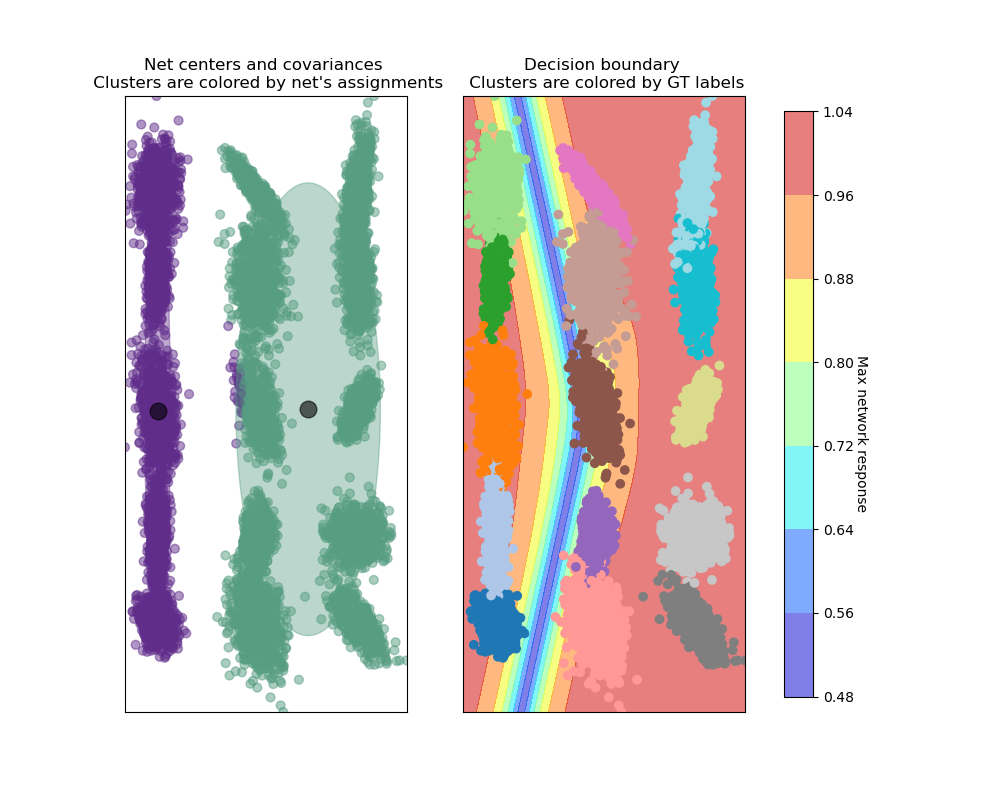 Net centers and covariances
Clusters are colored by net's assignments
Decision boundary
Clusters are colored by GT labels
1.04
0.96
0.88
0.80
0.72
0.64
0.56
0.48
Max network response